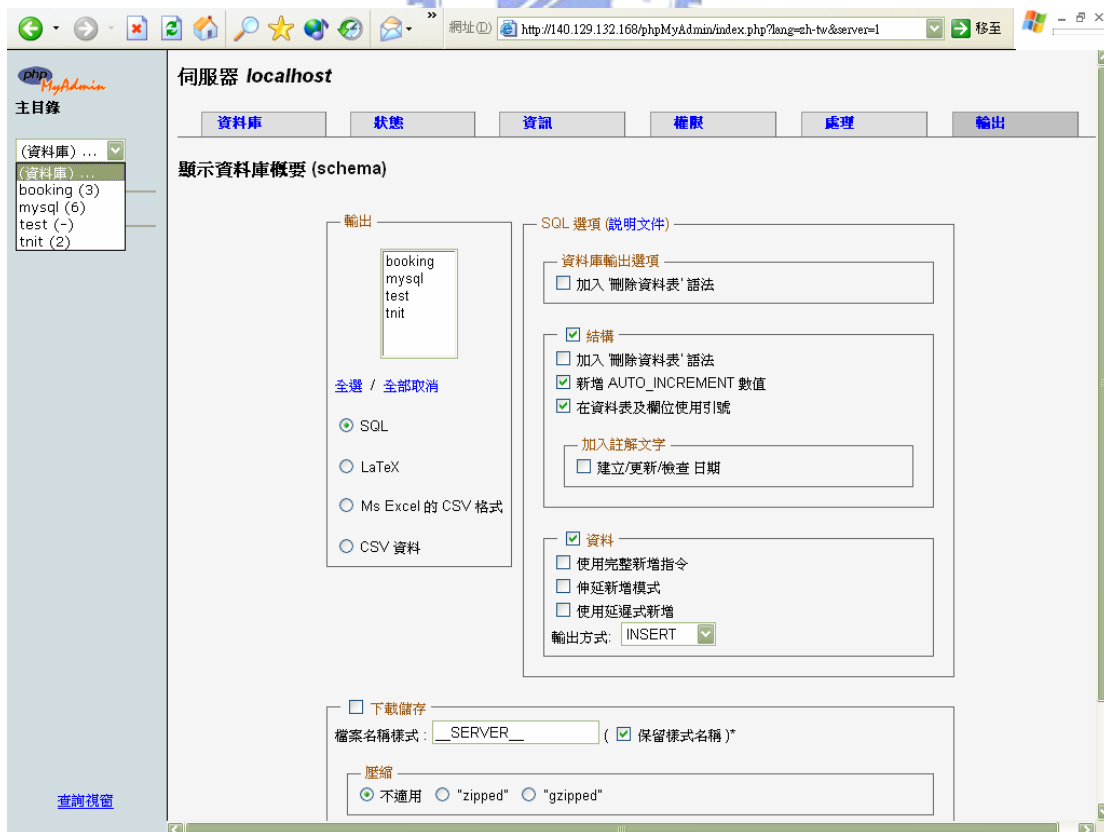 網址(D) http://140.129.132.168/phpMyAdmin/index.php?lang=zh-tw&server=1 移至
php
MyAdmin
主目錄
(資料庫) ...
(資料庫) ...
booking (3)
mysql (6)
test (-)
tnit (2)
查詢視窗
伺服器 localhost
資料庫 狀態 資訊 權限 處理 輸出
顯示資料庫概要 (schema)
輸出
booking
mysql
test
tnit
全選 / 全部取消
SQL
LaTeX
Ms Excel 的 CSV 格式
CSV 資料
SQL 選項 (說明文件)
資料庫輸出選項
加入 '刪除資料表' 語法
結構
加入 '刪除資料表' 語法
新增 AUTO_INCREMENT 數值
在資料表及欄位使用引號
加入註解文字
建立/更新/檢查 日期
資料
使用完整新增指令
伸延新增模式
使用延遲式新增
輸出方式: INSERT
下載儲存
檔案名稱樣式 : __SERVER__ ( 保留樣式名稱 )*
壓縮
不適用 "zipped" "gzipped"